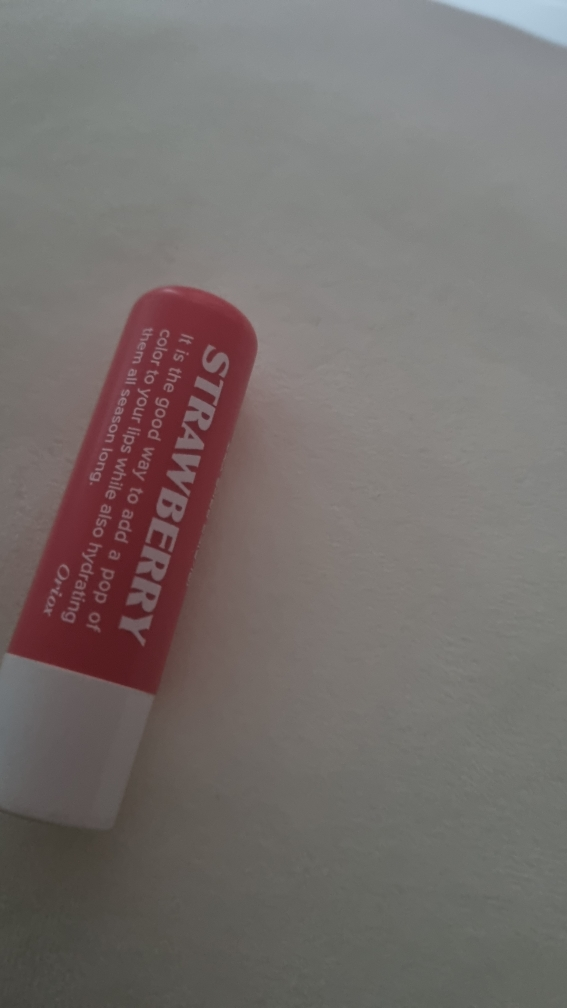 STRAWBERRY
It is the good way to add a pop of
color to your lips while also hydrating
them all season long.
Oriox